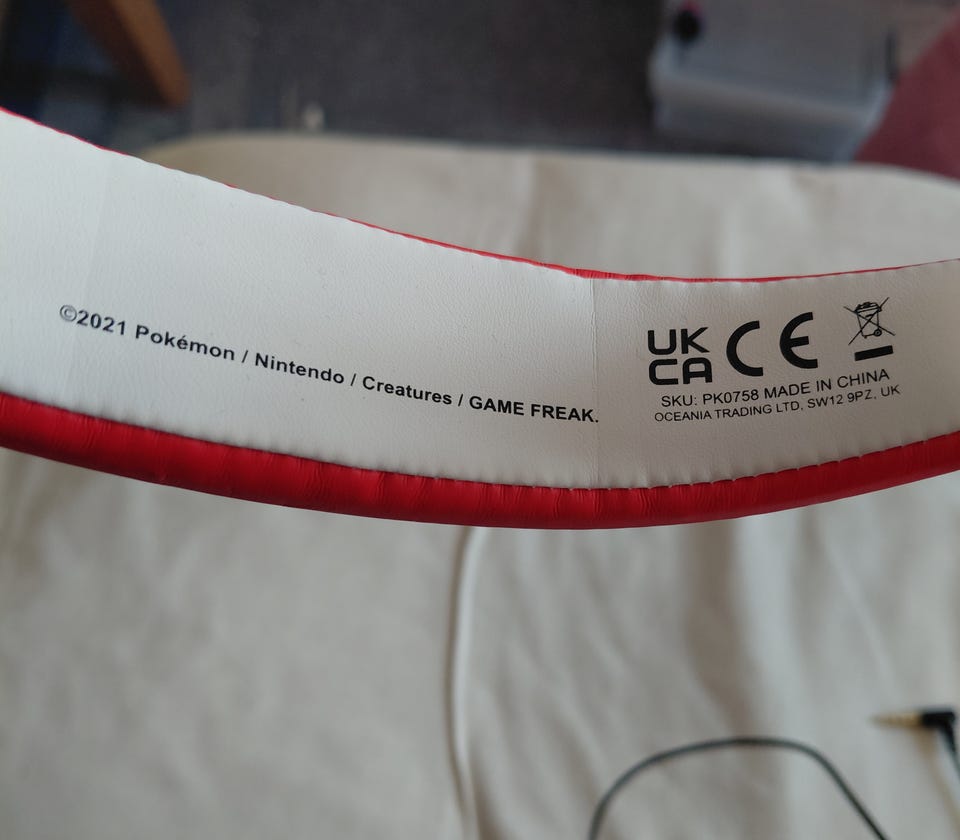 ©2021 Pokémon / Nintendo / Creatures / GAME FREAK.
UK
CA
CE
SKU: PK0758 MADE IN CHINA
OCEANIA TRADING LTD, SW12 9PZ, UK